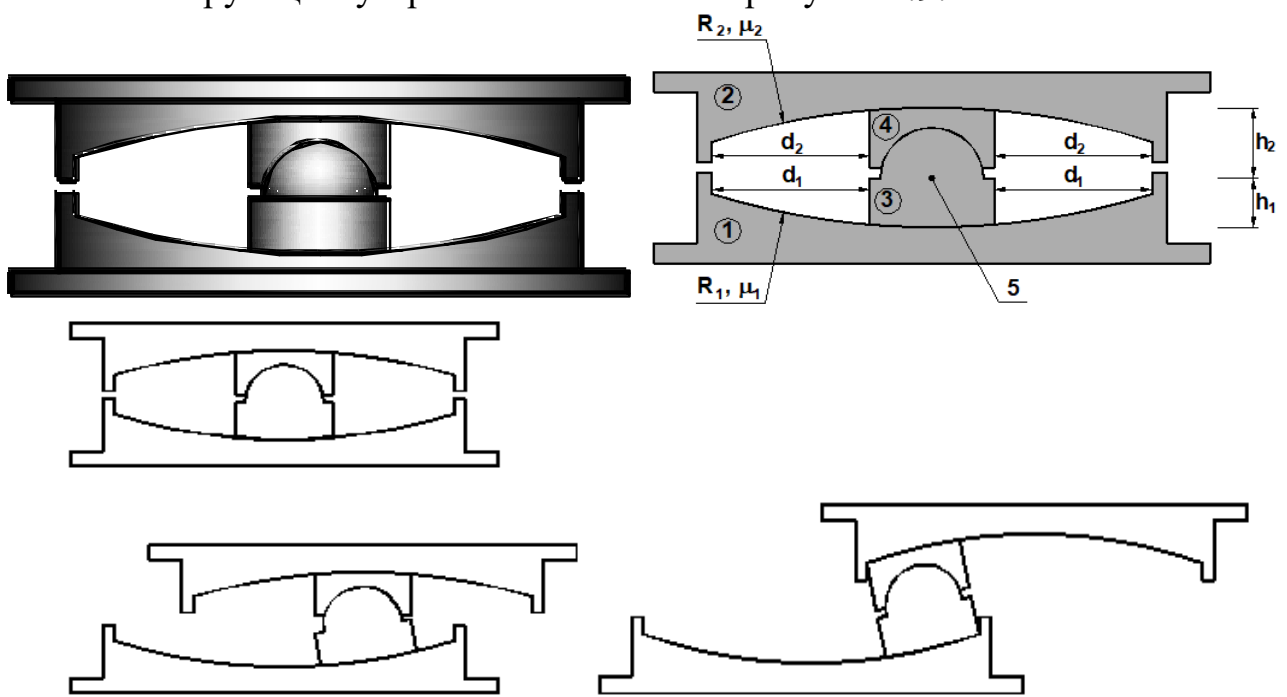 R₂, μ₂
② 
④
d₂ d₂
h₂
d₁ d₁
③
h₁
①
R₁, μ₁
5